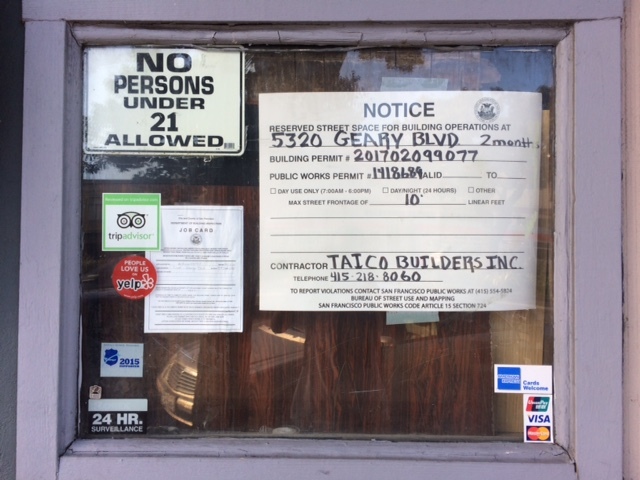 NO
PERSONS
UNDER
21
ALLOWED
NOTICE
RESERVED STREET SPACE FOR BUILDING OPERATIONS AT
5320 GEARY BLVD 2 month
BUILDING PERMIT # 201702099077
PUBLIC WORKS PERMIT # 1918689 VALID TO
DAY USE ONLY (7:00AM - 6:00PM) DAY/NIGHT (24 HOURS) OTHER
MAX STREET FRONTAGE OF 10' LINEAR FEET
CONTRACTOR TAICO BUILDERS INC.
TELEPHONE 415-218-8060
TO REPORT VIOLATIONS CONTACT SAN FRANCISCO PUBLIC WORKS AT (415) 554-5824
BUREAU OF STREET USE AND MAPPING
SAN FRANCISCO PUBLIC WORKS CODE ARTICLE 15 SECTION 724
tripadvisor
JOB CARD
PEOPLE
LOVE US
yelp
2015
24 HR.
SURVEILLANCE
Cards
Welcome
VISA